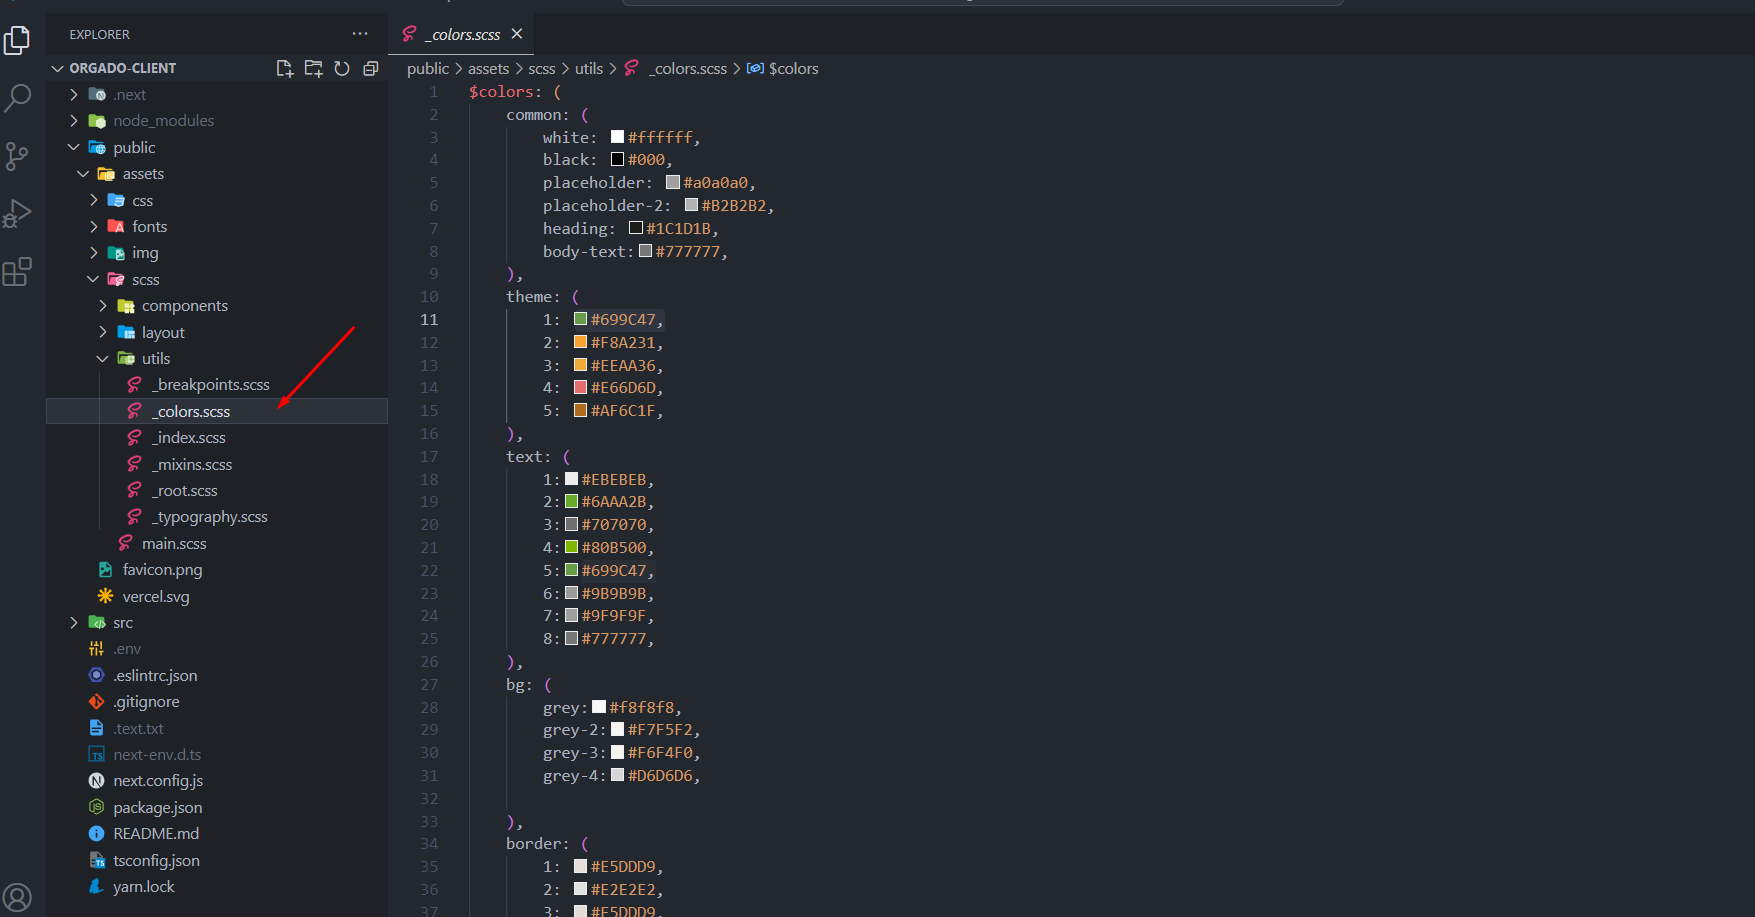 EXPLORER
ORGADO-CLIENT
.next
node_modules
public
assets
css
fonts
img
scss
components
layout
utils
_breakpoints.scss
_colors.scss
_index.scss
_mixins.scss
_root.scss
_typography.scss
main.scss
favicon.png
vercel.svg
src
.env
.eslintrc.json
.gitignore
.text.txt
next-env.d.ts
next.config.js
package.json
README.md
tsconfig.json
yarn.lock
_colors.scss
public > assets > scss > utils > _colors.scss > $colors
1 $colors: (
2 common: (
3 white: #ffffff,
4 black: #000,
5 placeholder: #a0a0a0,
6 placeholder-2: #B2B2B2,
7 heading: #1C1D1B,
8 body-text: #777777,
9 ),
10 theme: (
11 1: #699C47,
12 2: #F8A231,
13 3: #EEAA36,
14 4: #E66D6D,
15 5: #AF6C1F,
16 ),
17 text: (
18 1: #EBEBEB,
19 2: #6AAA2B,
20 3: #707070,
21 4: #80B500,
22 5: #699C47,
23 6: #9B9B9B,
24 7: #9F9F9F,
25 8: #777777,
26 ),
27 bg: (
28 grey: #f8f8f8,
29 grey-2: #F7F5F2,
30 grey-3: #F6F4F0,
31 grey-4: #D6D6D6,
32
33 ),
34 border: (
35 1: #E5DDD9,
36 2: #E2E2E2,
37 3: #E5DDD9,